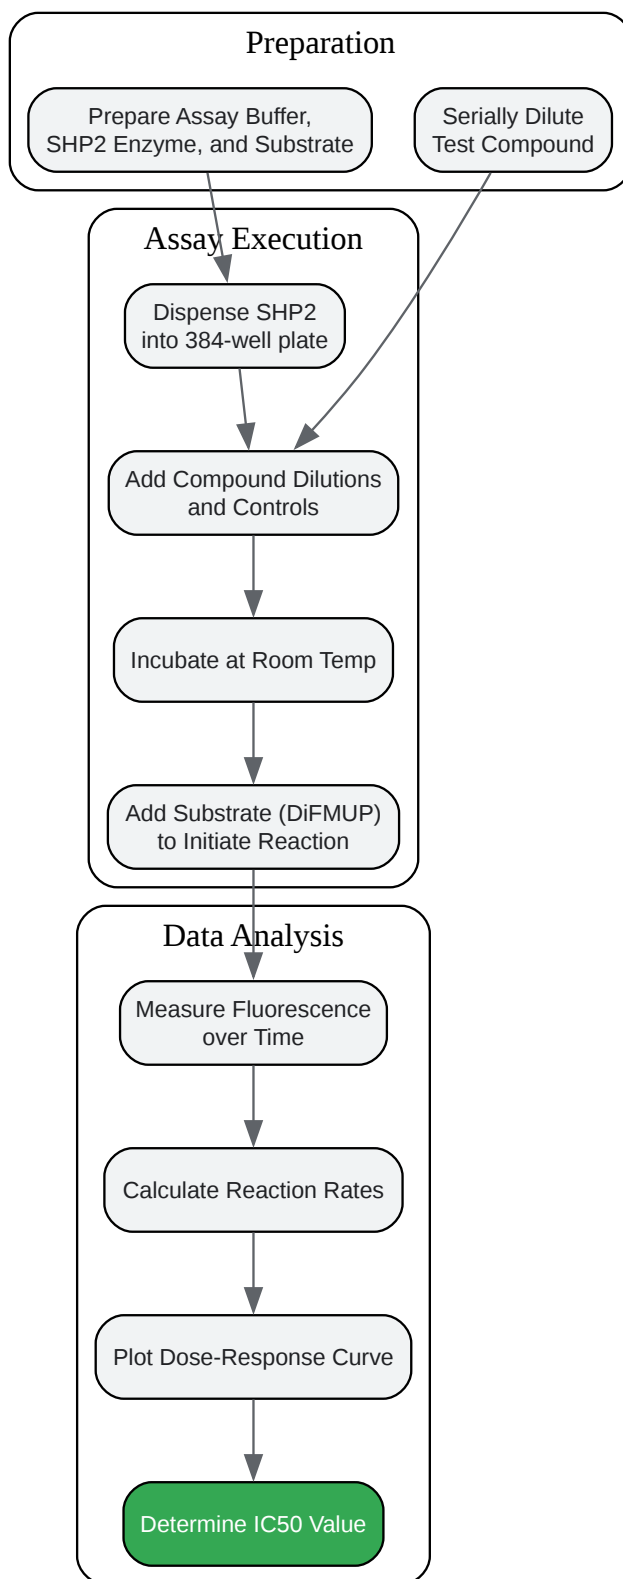 Preparation
Prepare Assay Buffer,
SHP2 Enzyme, and Substrate
Serially Dilute
Test Compound
Assay Execution
Dispense SHP2
into 384-well plate
Add Compound Dilutions
and Controls
Incubate at Room Temp
Add Substrate (DiFMUP)
to Initiate Reaction
Data Analysis
Measure Fluorescence
over Time
Calculate Reaction Rates
Plot Dose-Response Curve
Determine IC50 Value